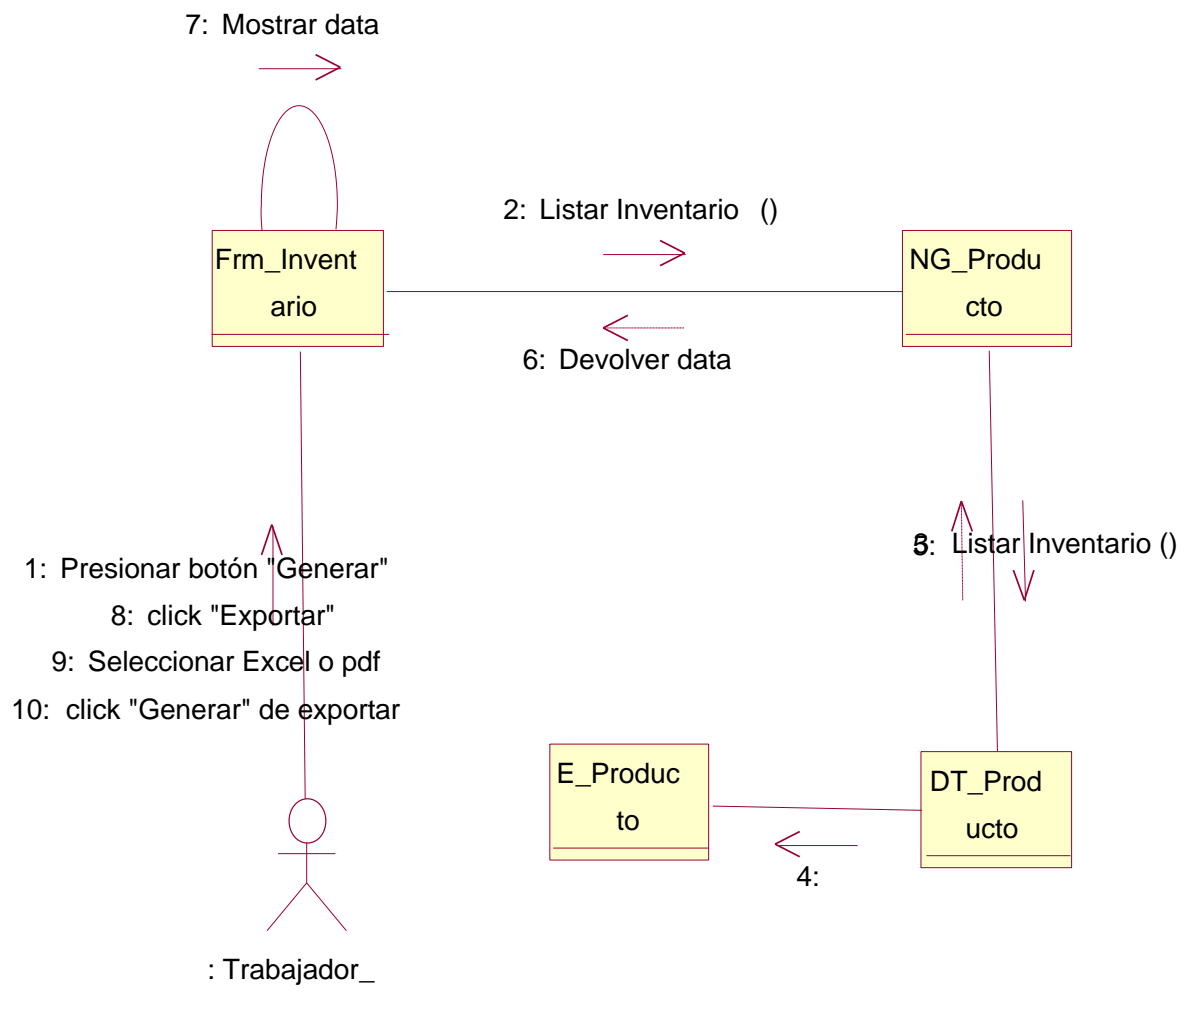 7: Mostrar data
2: Listar Inventario ()
Frm_Invent
ario
NG_Produ
cto
6: Devolver data
Listar Inventario ()
1: Presionar botón "Generar"
8: click "Exportar"
9: Seleccionar Excel o pdf
10: click "Generar" de exportar
E_Produc
to
DT_Prod
ucto
4:
: Trabajador_